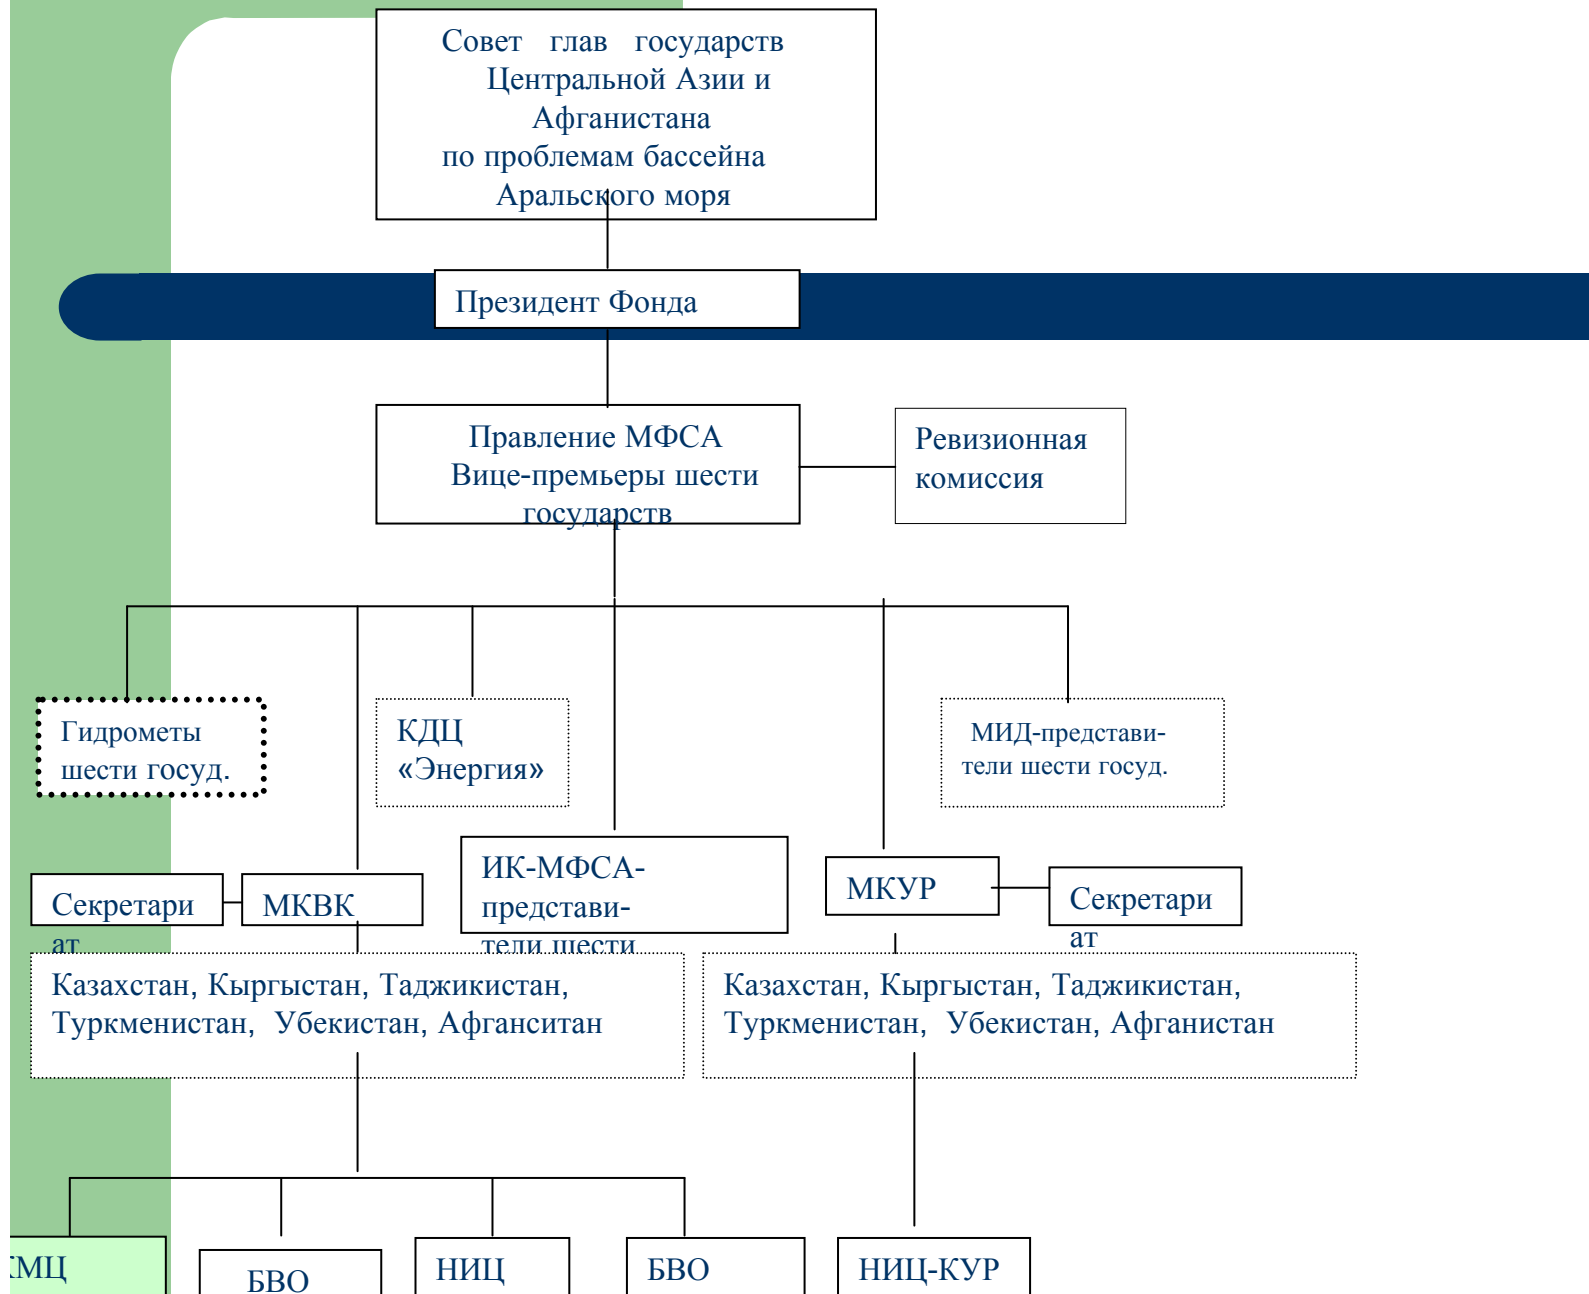 Совет глав государств
Центральной Азии и
Афганистана
по проблемам бассейна
Аральского моря
Президент Фонда
Правление МФСА
Вице-премьеры шести
государств
Ревизионная
комиссия
Гидрометы
шести госуд.
КДЦ
«Энергия»
МИД-представи-
тели шести госуд.
Секретари
ат
МКВК
ИК-МФСА-
представи-
тели шести
МКУР
Секретари
ат
Казахстан, Кыргыстан, Таджикистан,
Туркменистан, Убекистан, Афганситан
Казахстан, Кыргыстан, Таджикистан,
Туркменистан, Убекистан, Афганистан
БВО
НИЦ
БВО
НИЦ-КУР